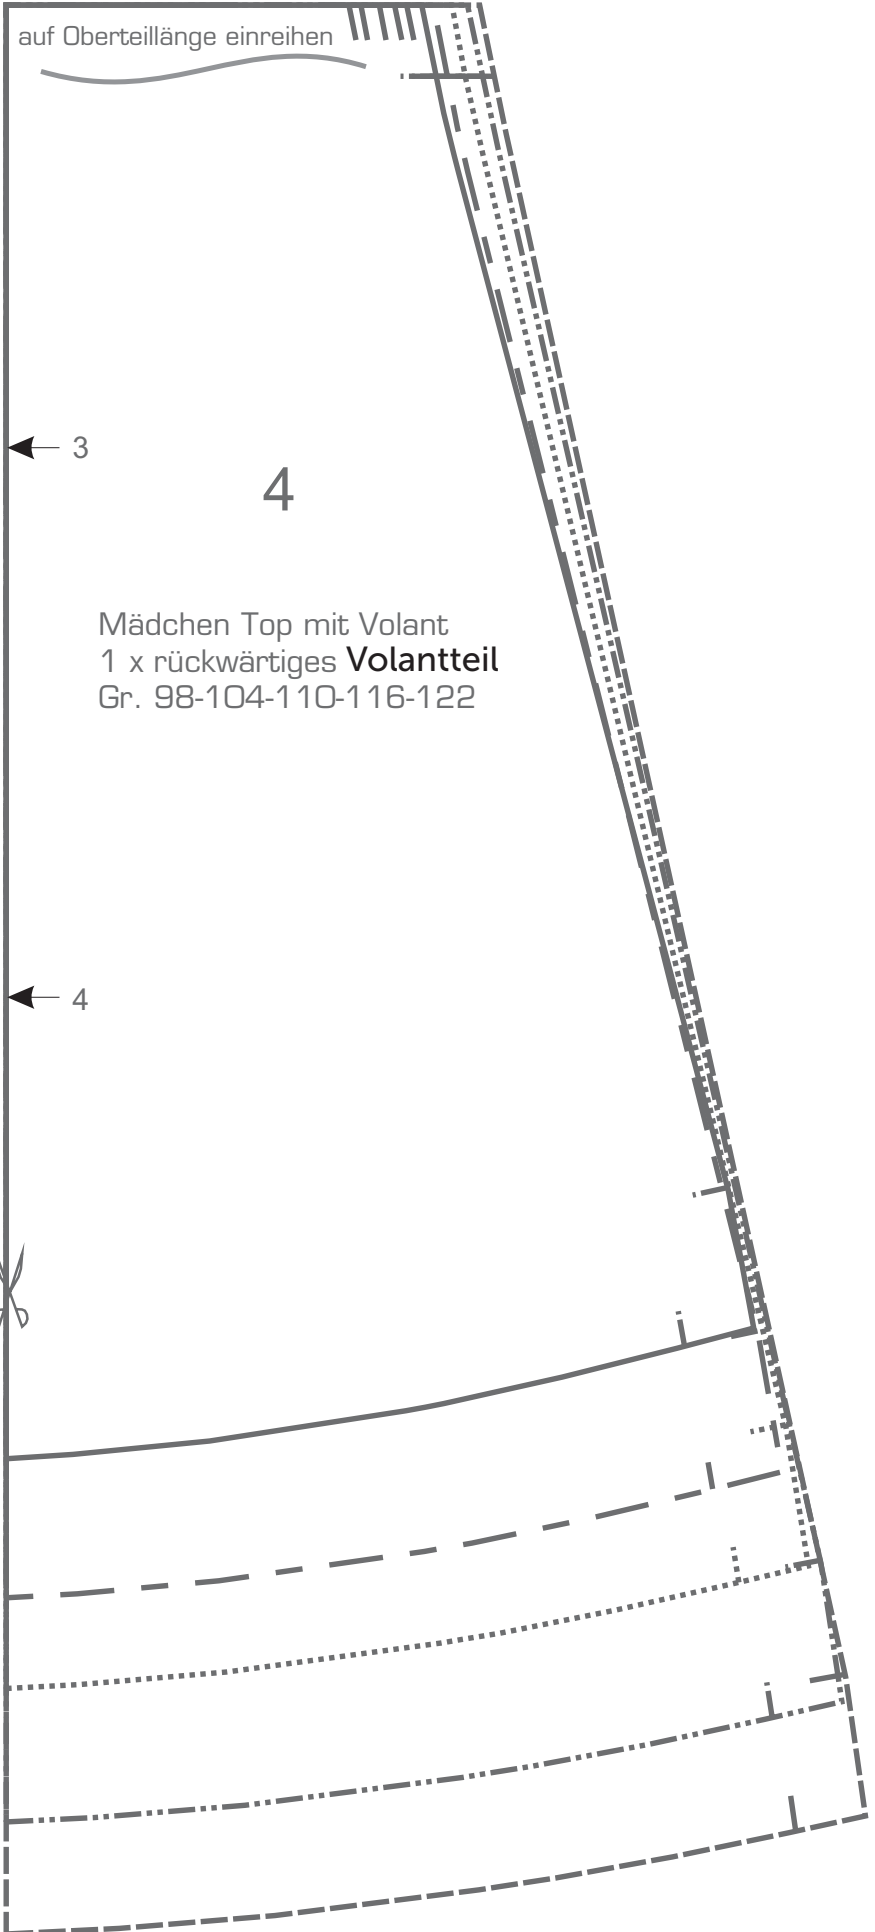 auf Oberteillänge einreihen
3
4
Mädchen Top mit Volant
1 x rückwärtiges Volantteil
Gr. 98-104-110-116-122
4